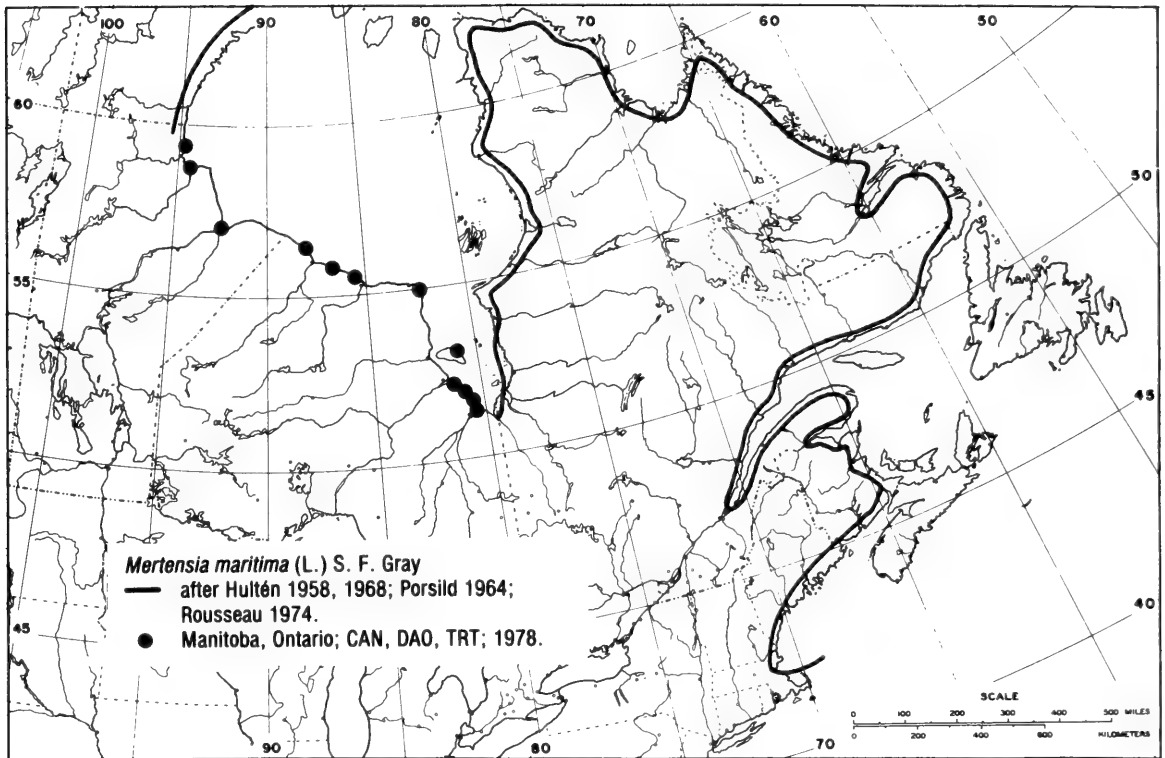 100 90 80 70 60 50
60
50
55
45
Mertensia maritima (L.) S. F. Gray
after Hultén 1958, 1968; Porsild 1964;
Rousseau 1974.
Manitoba, Ontario; CAN, DAO, TRT; 1978.
45
40
SCALE
0 100 200 300 400 500 MILES
0 200 400 600 KILOMETERS
90 80 70